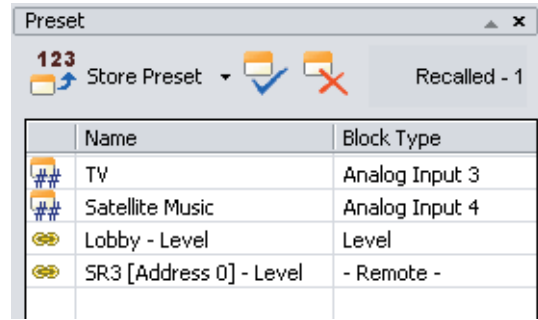 Preset
123
Store Preset
Recalled - 1
Name Block Type
## TV Analog Input 3
## Satellite Music Analog Input 4
Lobby - Level Level
SR3 [Address 0] - Level - Remote -